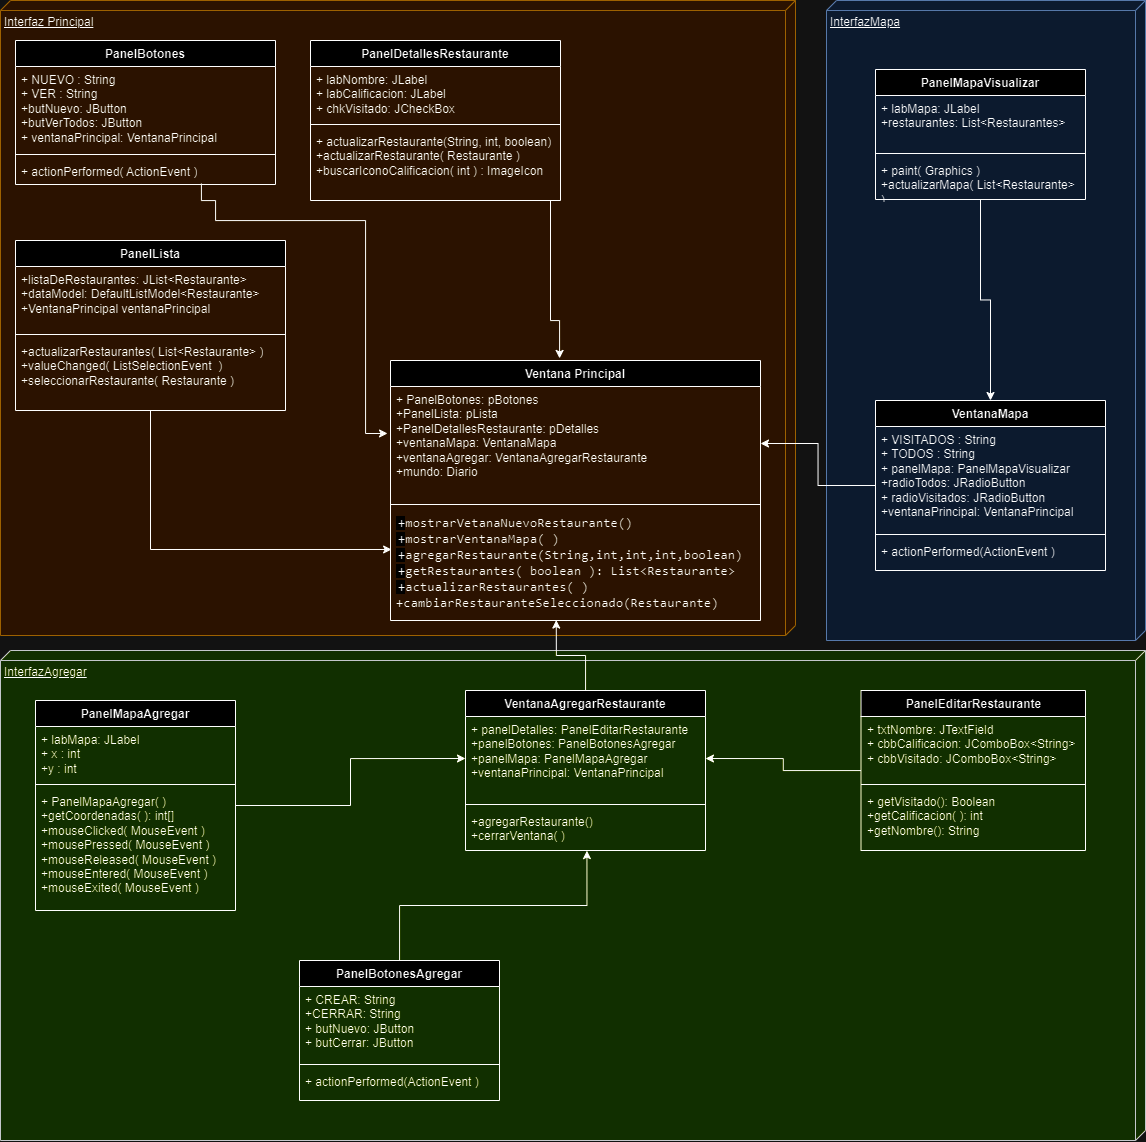 Interfaz Principal
PanelBotones
+ NUEVO : String
+ VER : String
+butNuevo: JButton
+butVerTodos: JButton
+ ventanaPrincipal: VentanaPrincipal
+ actionPerformed( ActionEvent )
PanelDetallesRestaurante
+ labNombre: JLabel
+ labCalificacion: JLabel
+ chkVisitado: JCheckBox
+ actualizarRestaurante(String, int, boolean)
+actualizarRestaurante( Restaurante )
+buscarIconoCalificacion( int ) : ImageIcon
PanelLista
+listaDeRestaurantes: JList<Restaurante>
+dataModel: DefaultListModel<Restaurante>
+VentanaPrincipal ventanaPrincipal
+actualizarRestaurantes( List<Restaurante> )
+valueChanged( ListSelectionEvent  )
+seleccionarRestaurante( Restaurante )
Ventana Principal
+ PanelBotones: pBotones
+PanelLista: pLista
+PanelDetallesRestaurante: pDetalles
+ventanaMapa: VentanaMapa
+ventanaAgregar: VentanaAgregarRestaurante
+mundo: Diario
+mostrarVetanaNuevoRestaurante()
+mostrarVentanaMapa( )
+agregarRestaurante(String,int,int,int,boolean)
+getRestaurantes( boolean ): List<Restaurante>
+actualizarRestaurantes( )
+cambiarRestauranteSeleccionado(Restaurante)
InterfazMapa
PanelMapaVisualizar
+ labMapa: JLabel
+restaurantes: List<Restaurantes>
+ paint( Graphics )
+actualizarMapa( List<Restaurante>
)
VentanaMapa
+ VISITADOS : String
+ TODOS : String
+ panelMapa: PanelMapaVisualizar
+radioTodos: JRadioButton
+ radioVisitados: JRadioButton
+ventanaPrincipal: VentanaPrincipal
+ actionPerformed(ActionEvent )
InterfazAgregar
PanelMapaAgregar
+ labMapa: JLabel
+ x : int
+y : int
+ PanelMapaAgregar( )
+getCoordenadas( ): int[]
+mouseClicked( MouseEvent )
+mousePressed( MouseEvent )
+mouseReleased( MouseEvent )
+mouseEntered( MouseEvent )
+mouseExited( MouseEvent )
VentanaAgregarRestaurante
+ panelDetalles: PanelEditarRestaurante
+panelBotones: PanelBotonesAgregar
+panelMapa: PanelMapaAgregar
+ventanaPrincipal: VentanaPrincipal
+agregarRestaurante()
+cerrarVentana( )
PanelEditarRestaurante
+ txtNombre: JTextField
+ cbbCalificacion: JComboBox<String>
+ cbbVisitado: JComboBox<String>
+ getVisitado(): Boolean
+getCalificacion( ): int
+getNombre(): String
PanelBotonesAgregar
+ CREAR: String
+CERRAR: String
+ butNuevo: JButton
+ butCerrar: JButton
+ actionPerformed(ActionEvent )